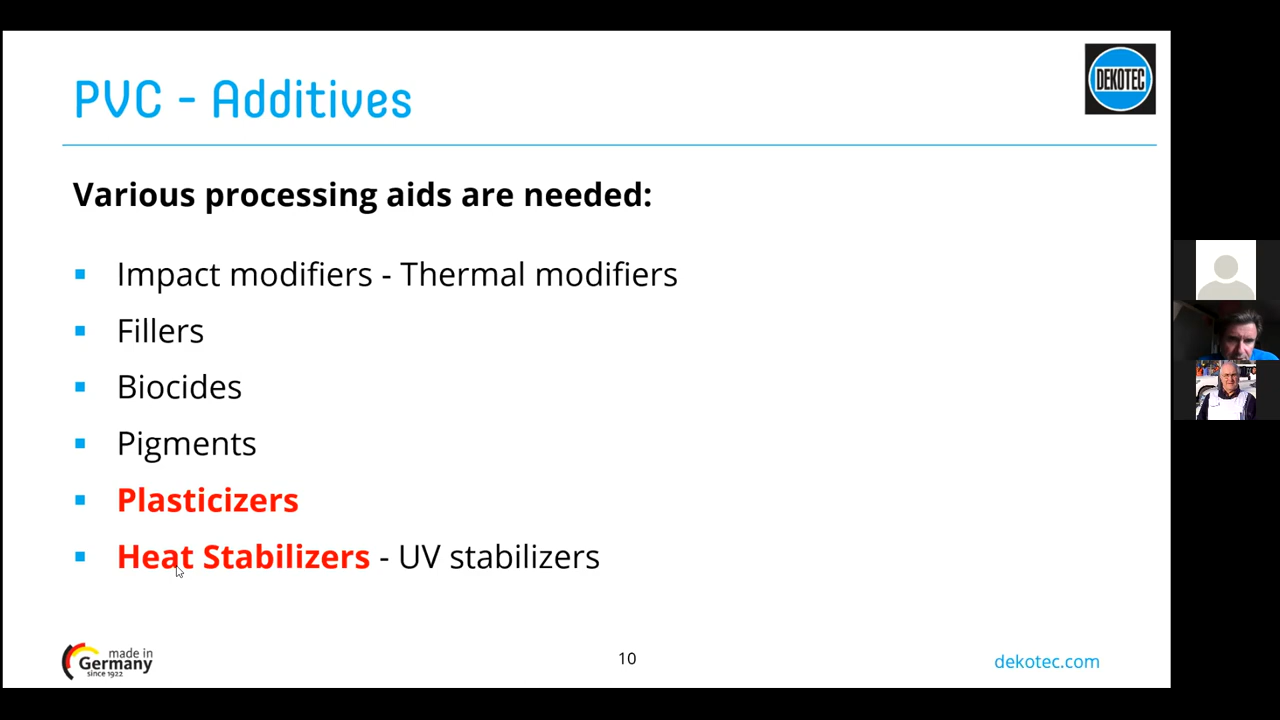 PVC - Additives
DEKOTEC
Various processing aids are needed:
Impact modifiers - Thermal modifiers
Fillers
Biocides
Pigments
Plasticizers
Heat Stabilizers - UV stabilizers
made in
Germany
since 1922
10
dekotec.com